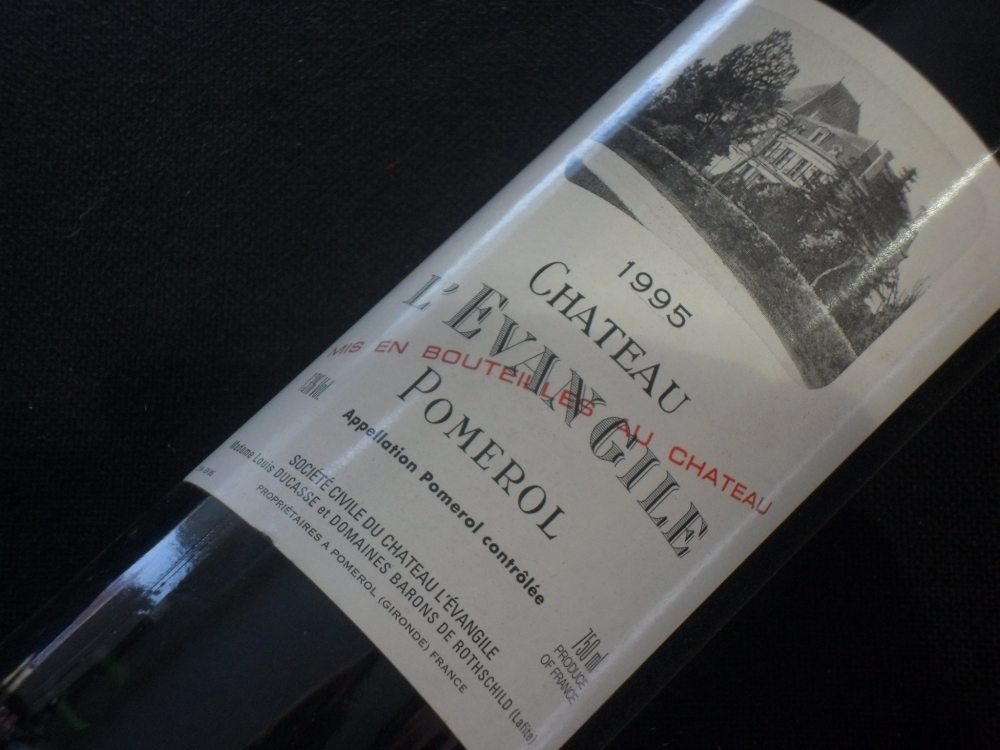 1995
CHATEAU
L'EVANGILE
MIS EN BOUTEILLES AU CHATEAU
POMEROL
Appellation Pomerol contrôlée
SOCIÉTÉ CIVILE DU CHATEAU L'ÉVANGILE
Madame Louis DUCASSE et DOMAINES BARONS DE ROTHSCHILD (Lafite)
PROPRIÉTAIRES A POMEROL (GIRONDE) FRANCE
750 ml
PRODUCE
OF FRANCE